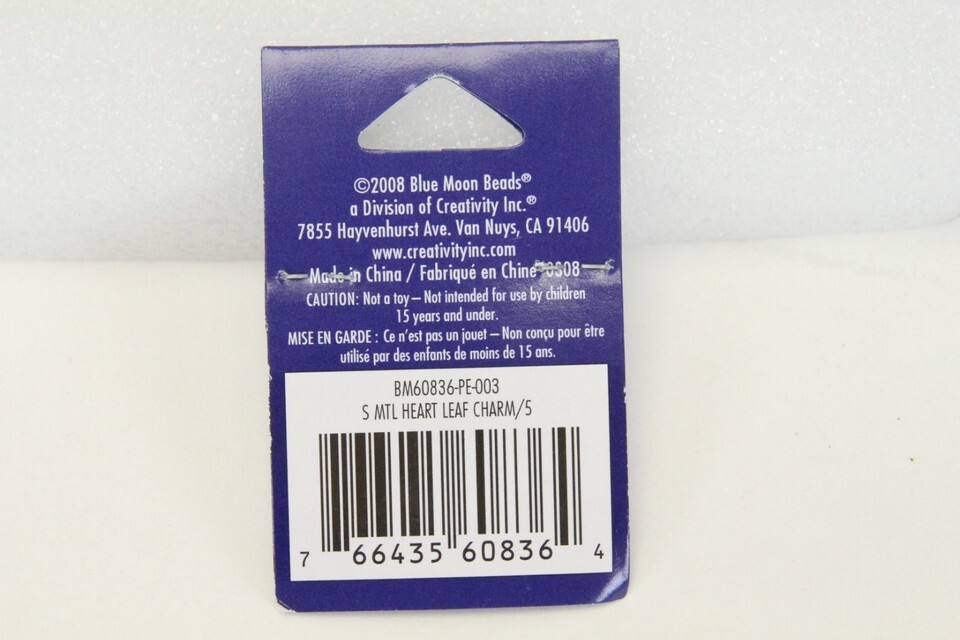 ©2008 Blue Moon Beads®
a Division of Creativity Inc.®
7855 Hayvenhurst Ave. Van Nuys, CA 91406
www.creativityinc.com
Made in China / Fabriqué en Chine 0808
CAUTION: Not a toy – Not intended for use by children
15 years and under.
MISE EN GARDE : Ce n'est pas un jouet – Non conçu pour être
utilisé par des enfants de moins de 15 ans.
BM60836-PE-003
S MTL HEART LEAF CHARM/5
7 66435 60836 4